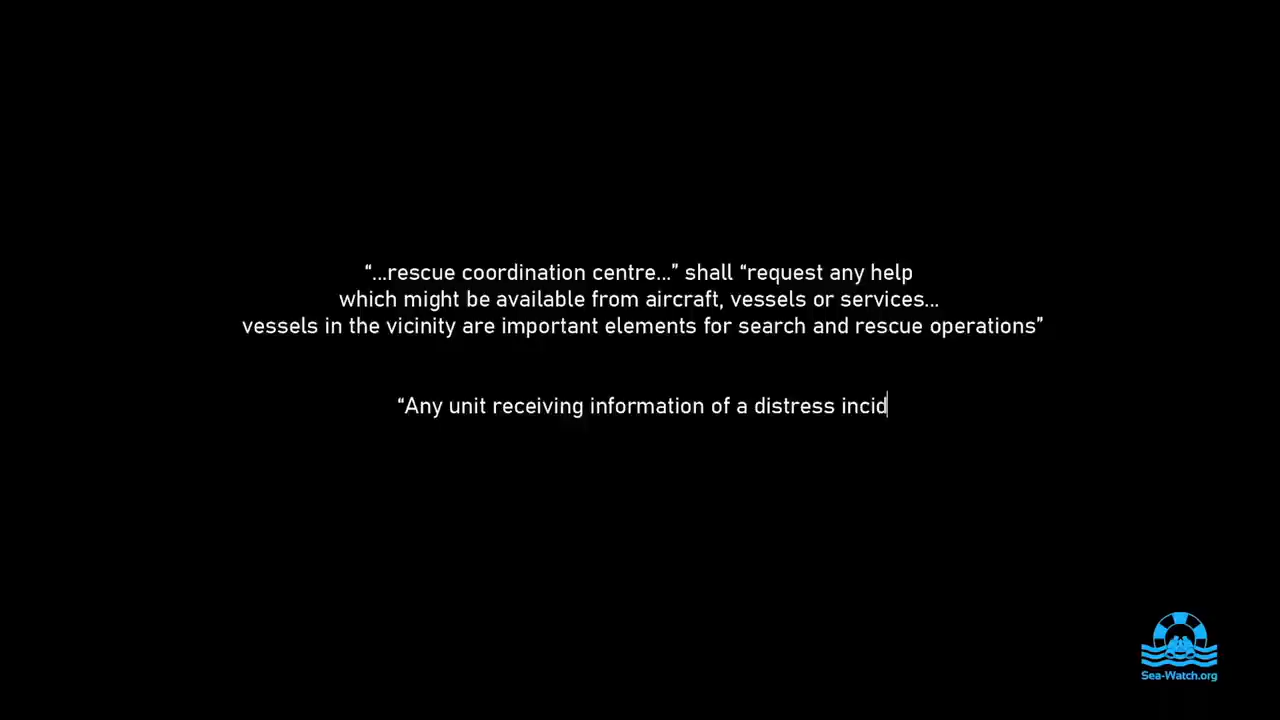 “...rescue coordination centre...” shall “request any help
which might be available from aircraft, vessels or services...
vessels in the vicinity are important elements for search and rescue operations”
“Any unit receiving information of a distress incid
Sea-Watch.org